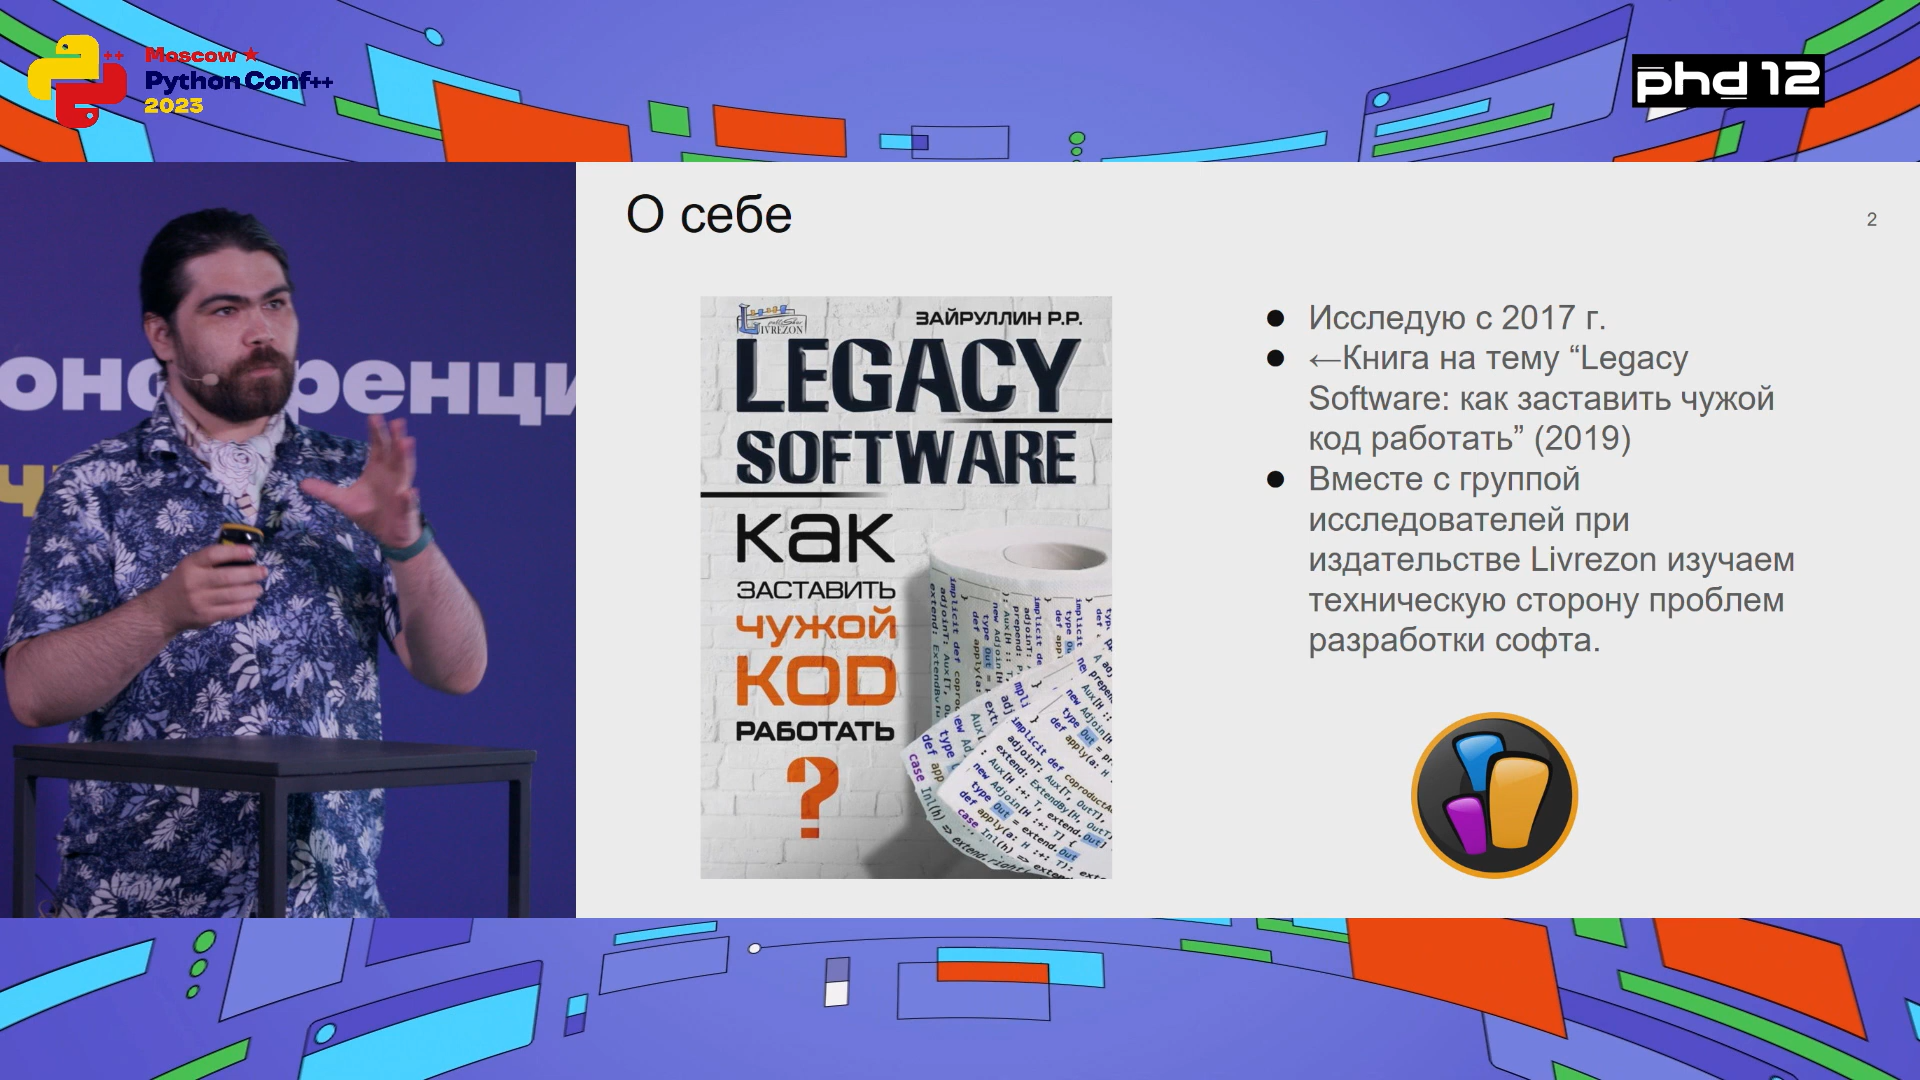 ++
Moscow ★
Python Conf++
2023
phd 12
онференци
ч
О себе
2
Livrezon
ЗАЙРУЛЛИН Р.Р.
LEGACY
SOFTWARE
как
ЗАСТАВИТЬ
чужой
КОD
РАБОТАТЬ
?
● Исследую с 2017 г.
● ←Книга на тему “Legacy
Software: как заставить чужой
код работать” (2019)
● Вместе с группой
исследователей при
издательстве Livrezon изучаем
техническую сторону проблем
разработки софта.